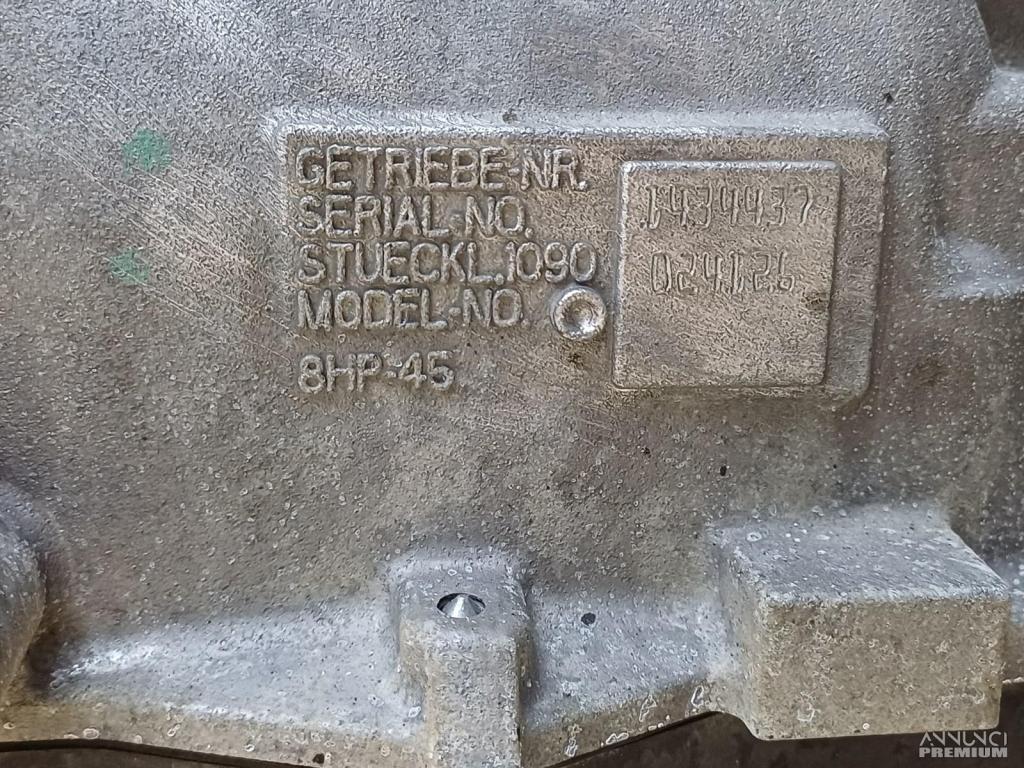 GETRIEBE-NR.
SERIAL-NO.
STUECKL.1090
MODEL-NO.
8HP-45
1434437
024126
ANNUNCI
PREMIUM